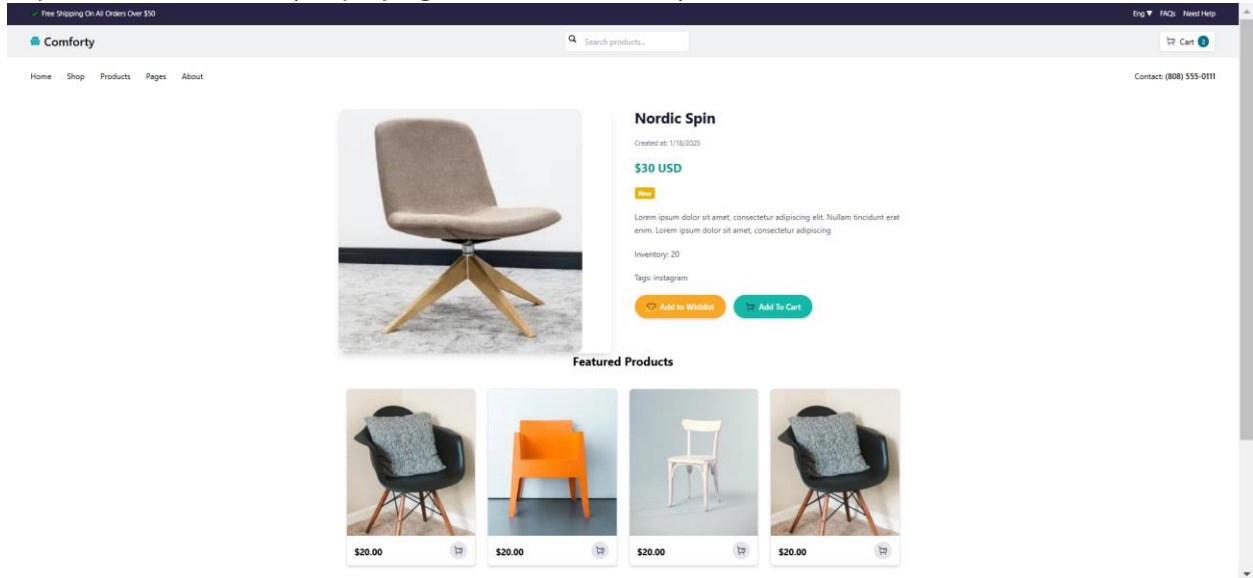 Free Shipping On All Orders Over $50
Eng ▼ FAQs Need Help
Comforty
Search products..
Cart 2
Home Shop Products Pages About
Contact: (808) 555-0111
Nordic Spin
Created at: 1/18/2025
$30 USD
New
Lorem ipsum dolor sit amet, consectetur adipiscing elit. Nullam tincidunt erat
enim. Lorem ipsum dolor sit amet, consectetur adipiscing
Inventory: 20
Tags: instagram
Add to Wishlist
Add To Cart
Featured Products
$20.00
$20.00
$20.00
$20.00